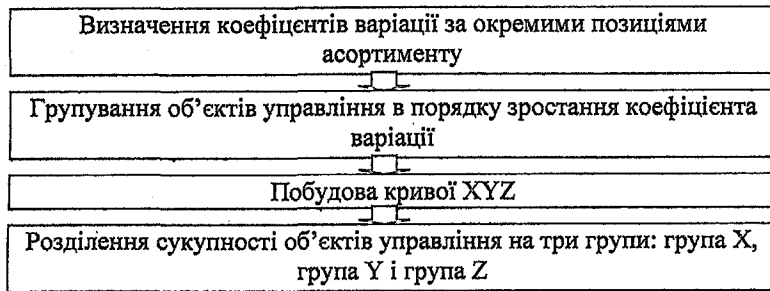 Визначення коефіцєнтів варіації за окремими позиціями
асортименту
Групування об’єктів управління в порядку зростання коефіцієнта
варіації
Побудова кривої XYZ
Розділення сукупності об’єктів управління на три групи: група X,
група Y і група Z